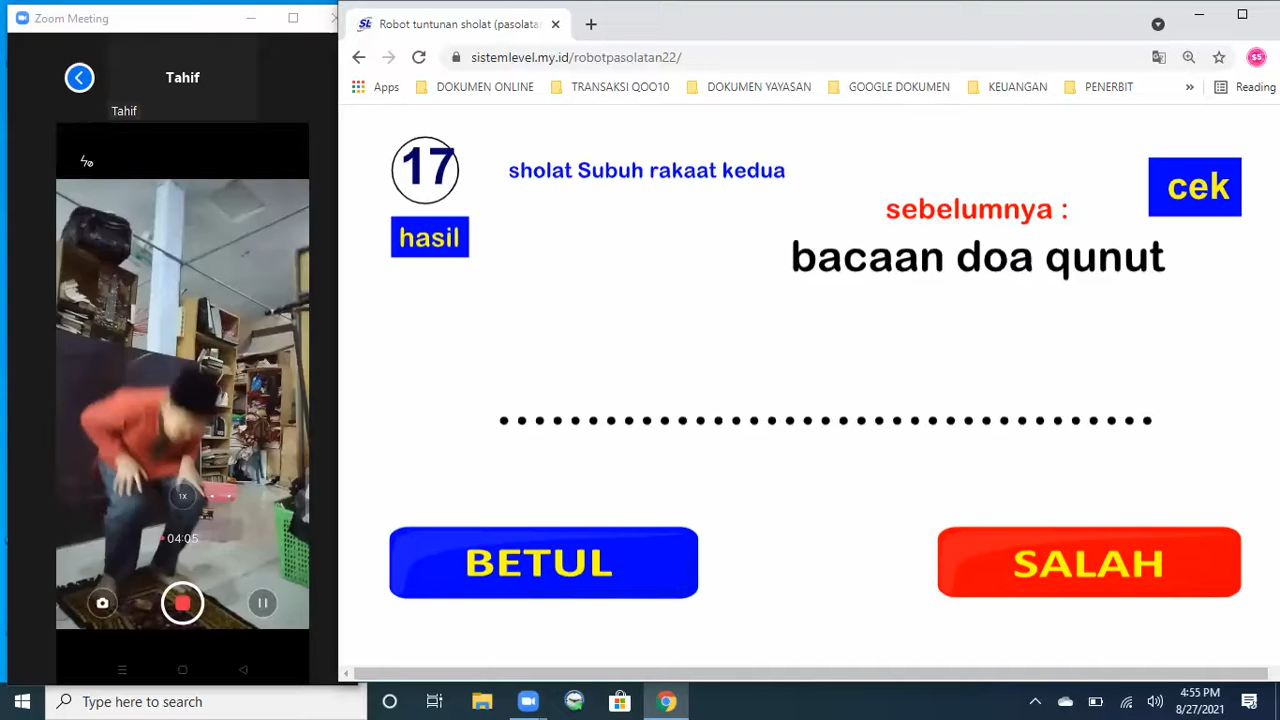 Zoom Meeting
Tahif
Tahif
1X
04:05
Robot tuntunan sholat (pasolatan
sistemlevel.my.id/robotpasolatan22/
Apps
DOKUMEN ONLINE
TRANSAKSI QOO10
DOKUMEN YAYASAN
GOOGLE DOKUMEN
KEUANGAN
PENERBIT
»
Reading
17
sholat Subuh rakaat kedua
cek
sebelumnya :
hasil
bacaan doa qunut
BETUL
SALAH
Type here to search
4:55 PM
8/27/2021